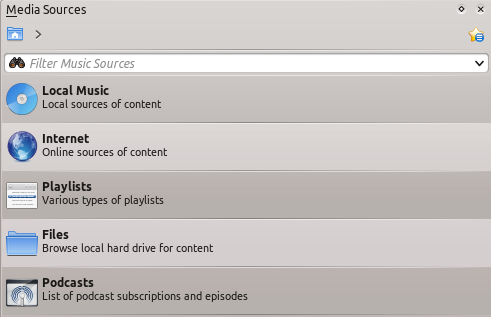 Media Sources
Filter Music Sources
Local Music
Local sources of content
Internet
Online sources of content
Playlists
Various types of playlists
Files
Browse local hard drive for content
Podcasts
List of podcast subscriptions and episodes